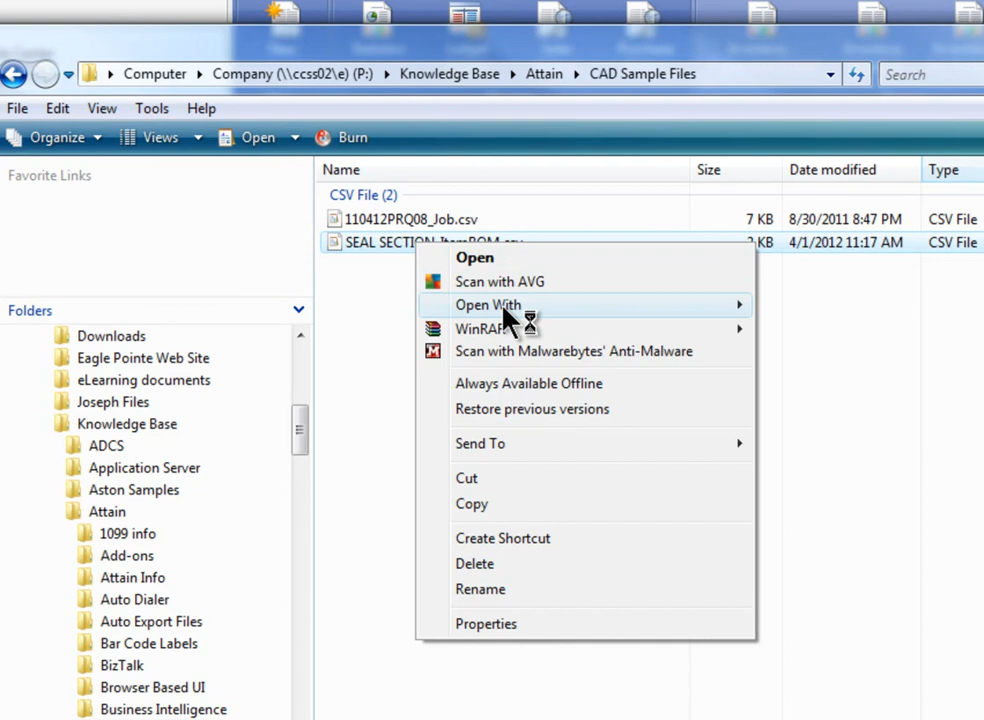 Computer Company (\\ccss02\e) (P:) Knowledge Base Attain CAD Sample Files
Search
File Edit View Tools Help
Organize Views Open Burn
Favorite Links
Name Size Date modified Type
CSV File (2)
110412PRQ08_Job.csv 7 KB 8/30/2011 8:47 PM CSV File
SEAL SECTION KB 4/1/2012 11:17 AM CSV File
Open
Scan with AVG
Open With
Scan with Malwarebytes' Anti-Malware
Always Available Offline
Restore previous versions
Send To
Cut
Copy
Create Shortcut
Delete
Rename
Properties
Folders
Downloads
Eagle Pointe Web Site
eLearning documents
Joseph Files
Knowledge Base
ADCS
Application Server
Aston Samples
Attain
1099 info
Add-ons
Attain Info
Auto Dialer
Auto Export Files
Bar Code Labels
BizTalk
Browser Based UI
Business Intelligence